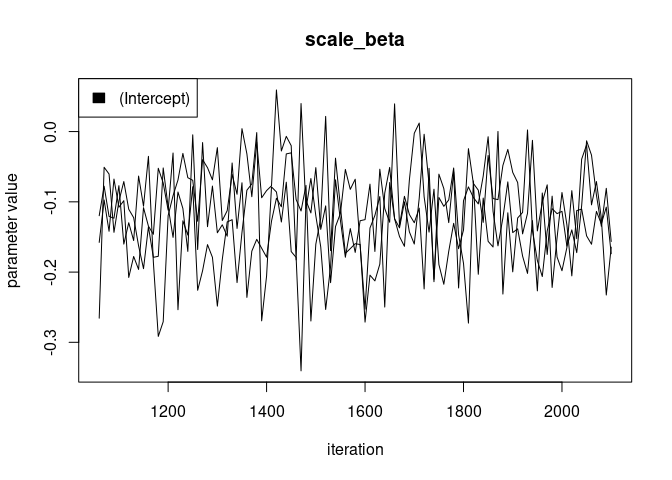 scale_beta
(Intercept)
0.0
-0.1
-0.2
-0.3
parameter value
1200 1400 1600 1800 2000
iteration